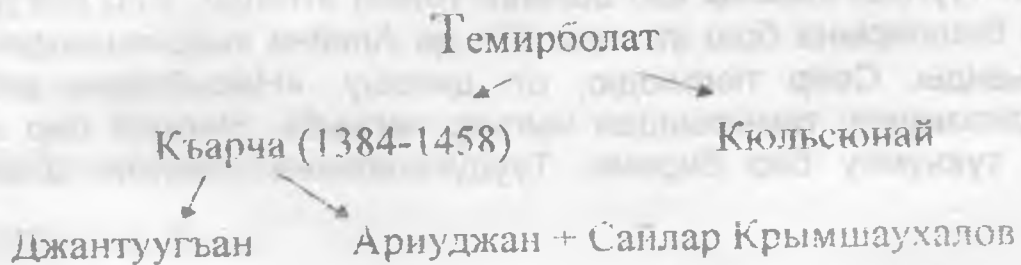 Темирболат
Къарча (1384-1458) Кюльсюнай
Джантуугъан Ариуджан + Сайлар Крымшаухалов